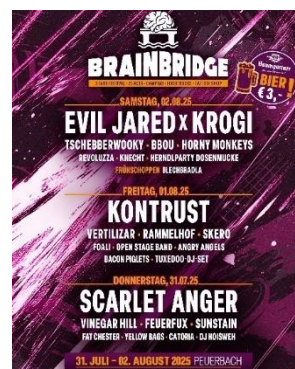 BRAINBRIDGE
BIER!
€ 3,-
SAMSTAG, 02.08.25
EVIL JARED X KROGI
TSCHEBBERWOOKY · BBOU · HORNY MONKEYS
REVOLUZZA · KNECHT · HERNDLPARTY DOSENMUCKE
FRÜHSCHOPPEN BLECHGRADLA
FREITAG, 01.08.25
KONTRUST
VERTILIZAR · RAMMELHOF · SKERO
FOALI · OPEN STAGE BAND · ANGRY ANGELS
BACON PIGLETS · TUXEDOO-DJ-SET
DONNERSTAG, 31.07.25
SCARLET ANGER
VINEGAR HILL · FEUERFUX · SUNSTAIN
FAT CHESTER · YELLOW BAGS · CATORIA · DJ NOISWEH
31. JULI – 02. AUGUST 2025 PEUERBACH